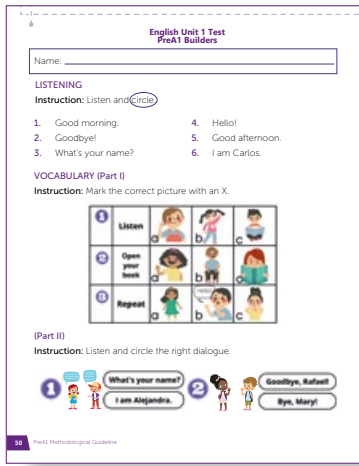 English Unit 1 Test
PreA1 Builders
Name:
LISTENING
Instruction: Listen and circle.
1. Good morning.
2. Goodbye!
3. What's your name?
4. Hello!
5. Good afternoon.
6. I am Carlos.
VOCABULARY (Part I)
Instruction: Mark the correct picture with an X.
1 Listen a b c
2 Open your book a b c
3 Repeat a b c
(Part II)
Instruction: Listen and circle the right dialogue.
1 What's your name?
I am Alejandra.
2 Goodbye, Rafael!
Bye, Mary!
50 PreA1 Methodological Guideline